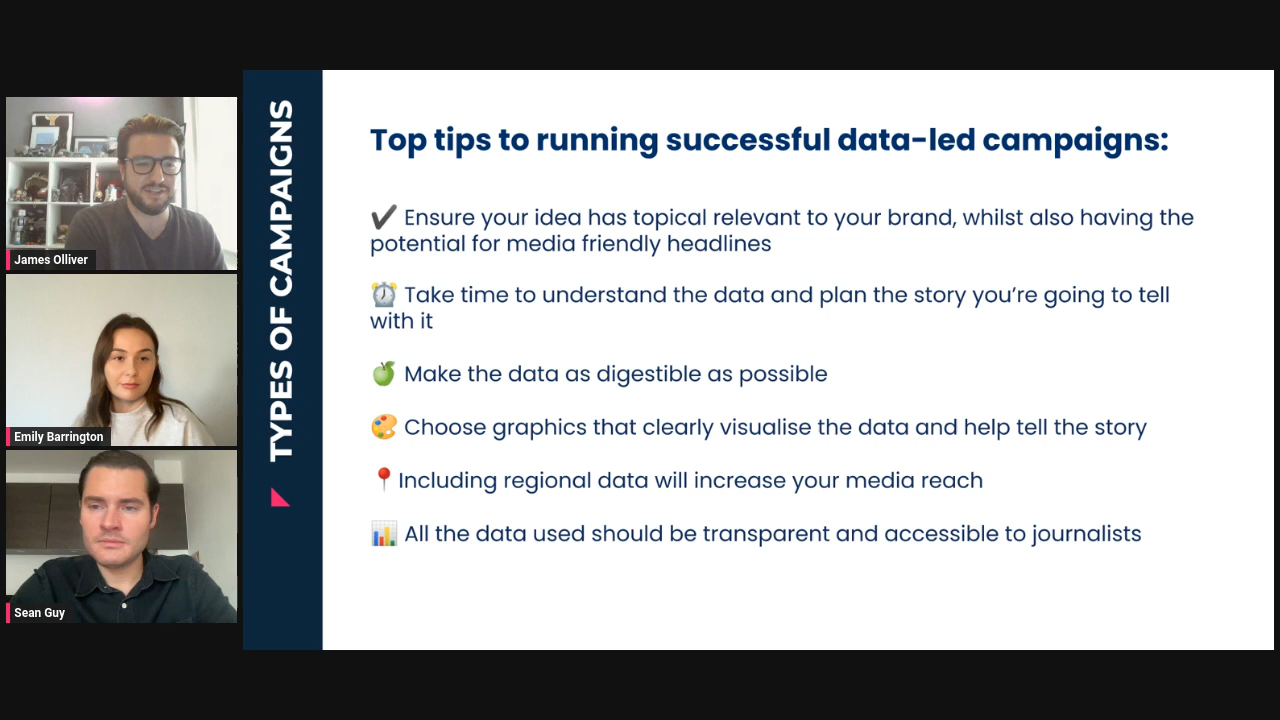 James Olliver
Emily Barrington
Sean Guy
TYPES OF CAMPAIGNS
Top tips to running successful data-led campaigns:
✔️ Ensure your idea has topical relevant to your brand, whilst also having the
potential for media friendly headlines
⏰ Take time to understand the data and plan the story you’re going to tell
with it
🍏 Make the data as digestible as possible
🎨 Choose graphics that clearly visualise the data and help tell the story
📍Including regional data will increase your media reach
📊 All the data used should be transparent and accessible to journalists